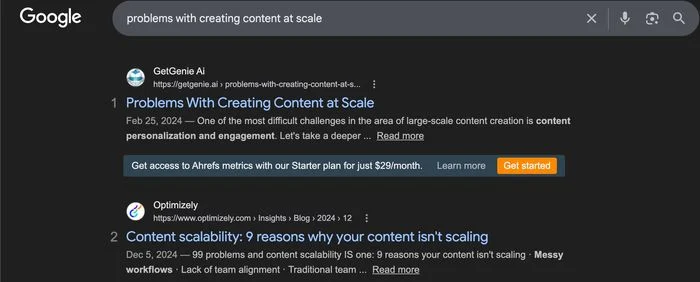 Google
problems with creating content at scale
GetGenie Ai
https://getgenie.ai › problems-with-creating-content-at-s...
1 Problems With Creating Content at Scale
Feb 25, 2024 — One of the most difficult challenges in the area of large-scale content creation is content
personalization and engagement. Let's take a deeper ... Read more
Get access to Ahrefs metrics with our Starter plan for just $29/month. Learn more Get started
Optimizely
https://www.optimizely.com › Insights › Blog › 2024 › 12
2 Content scalability: 9 reasons why your content isn't scaling
Dec 5, 2024 — 99 problems and content scalability IS one: 9 reasons your content isn't scaling · Messy
workflows · Lack of team alignment · Traditional team ... Read more